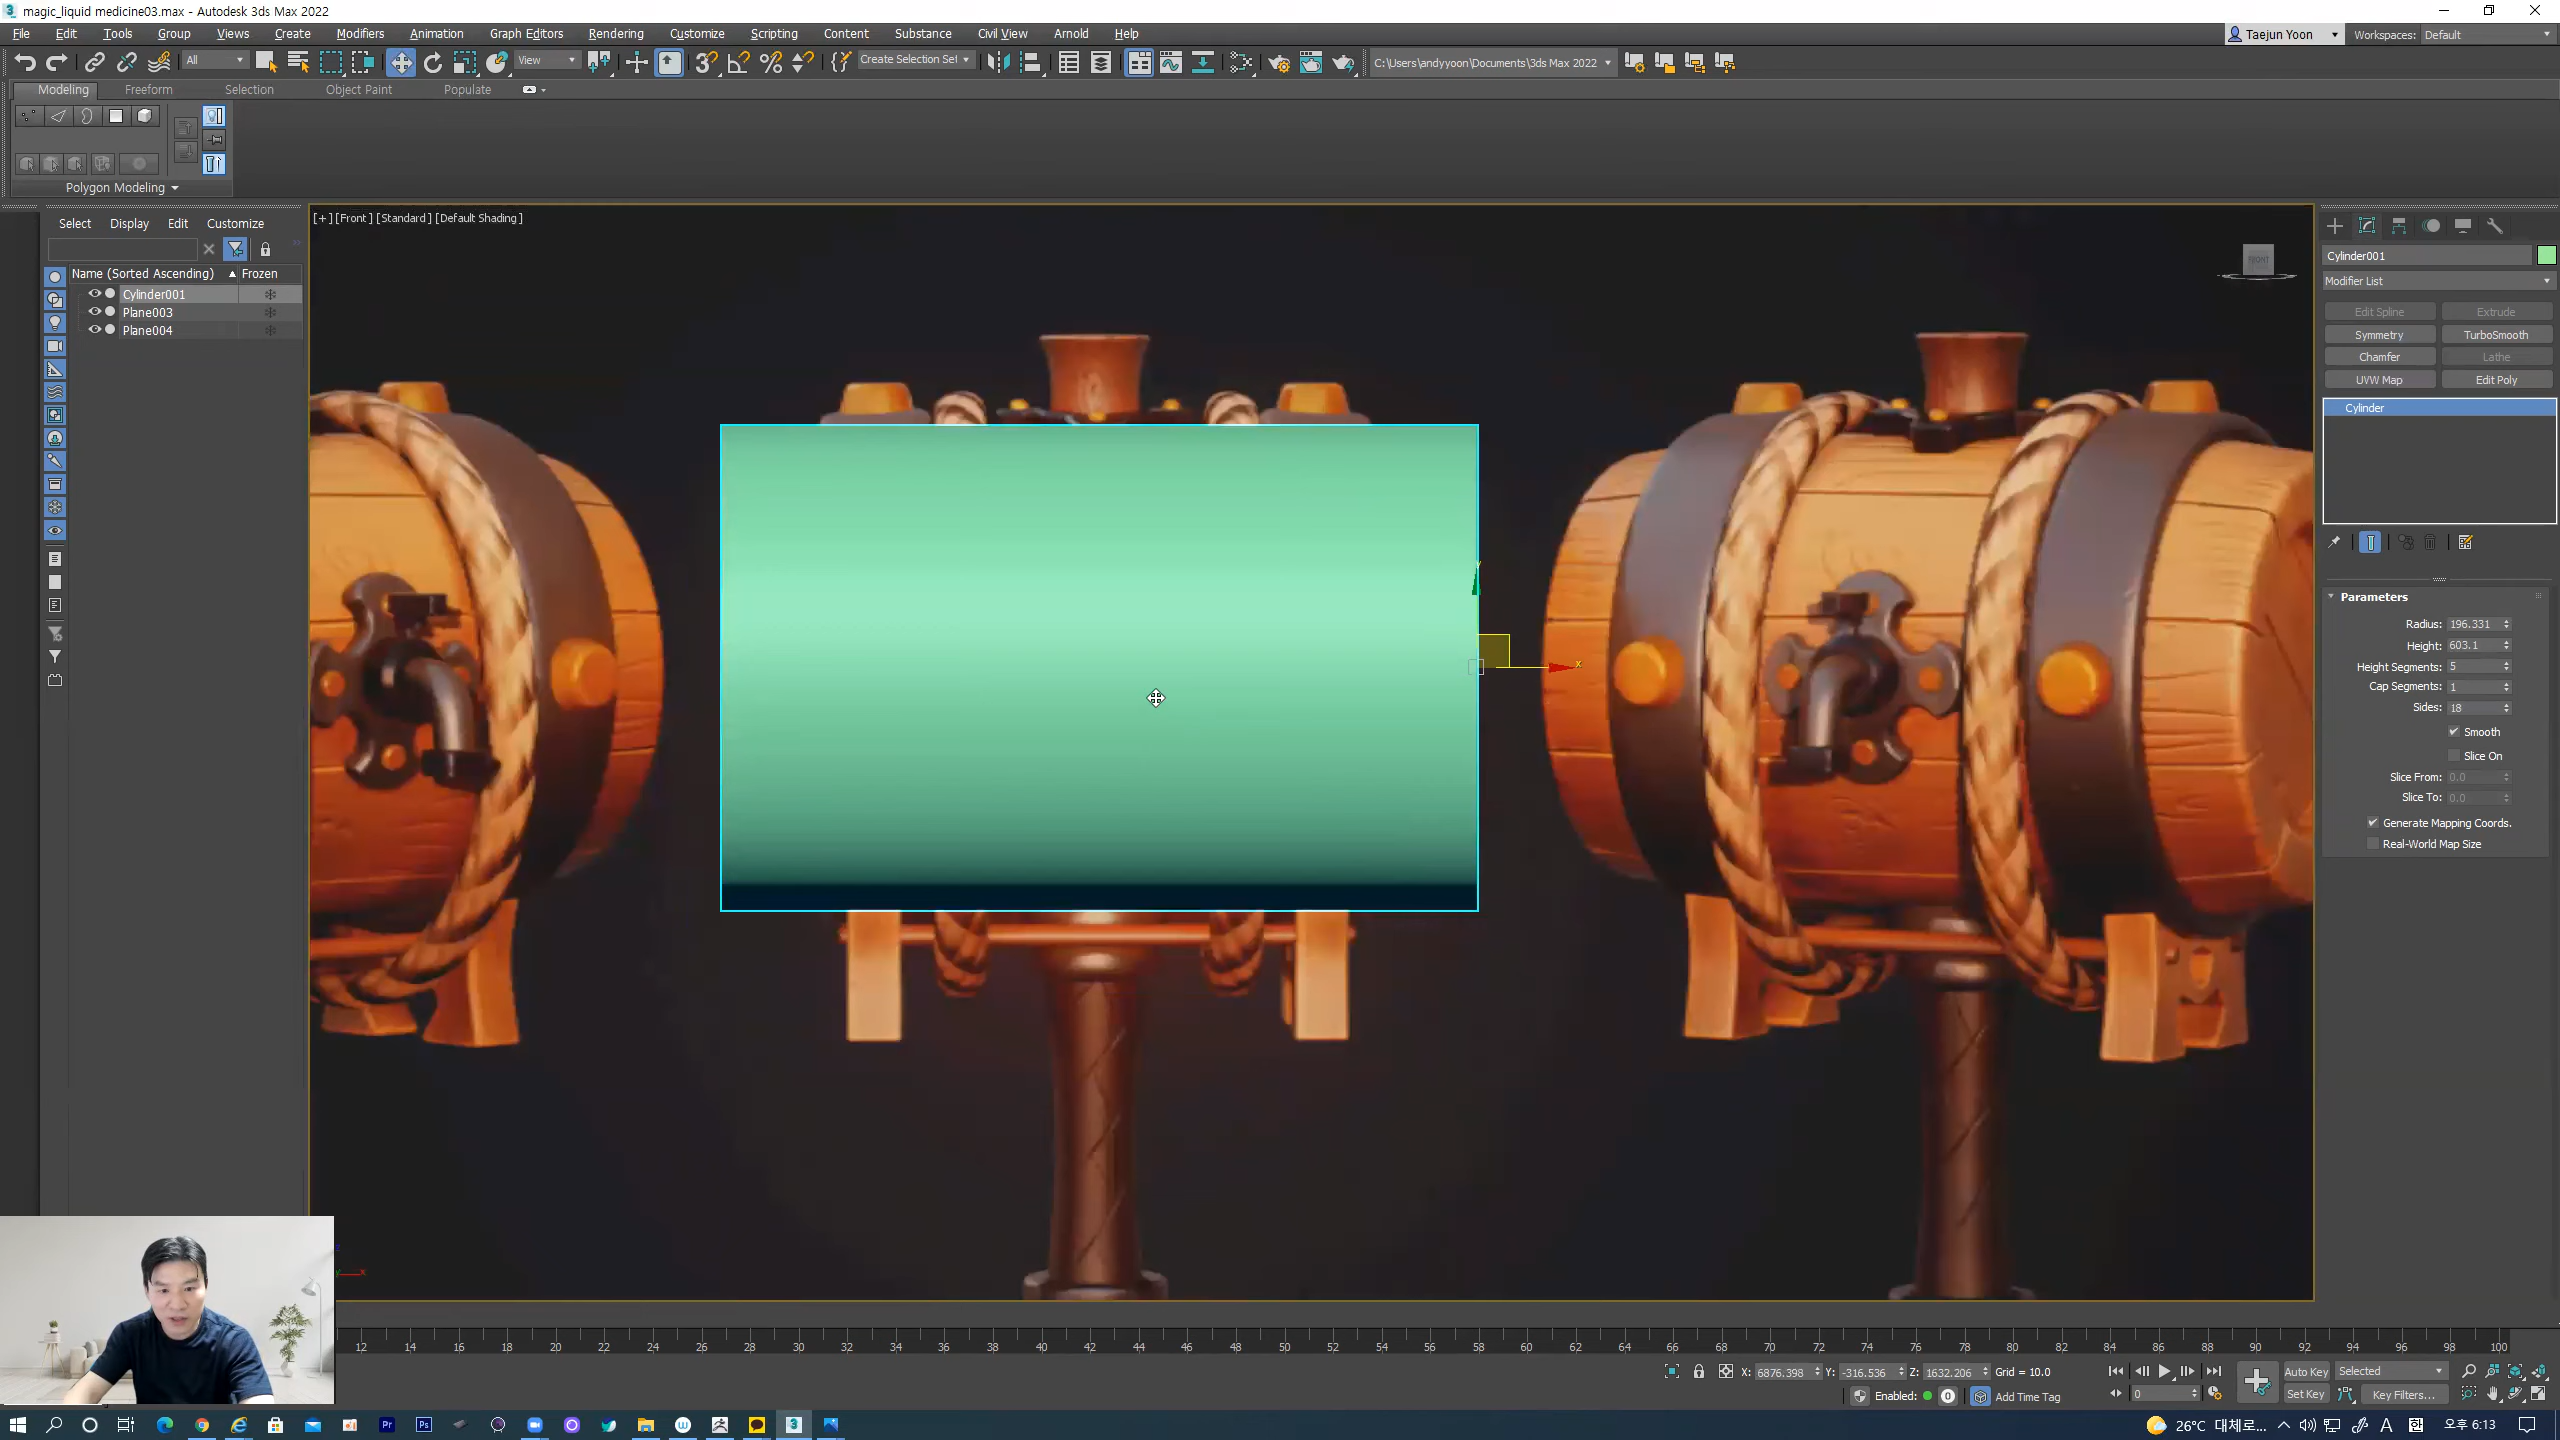 magic_liquid medicine03.max - Autodesk 3ds Max 2022
File Edit Tools Group Views Create Modifiers Animation Graph Editors Rendering Customize Scripting Content Substance Civil View Arnold Help
Taejun Yoon Workspaces: Default
All View Create Selection Set C:\Users\andyyoon\Documents\3ds Max 2022
Modeling Freeform Selection Object Paint Populate
Polygon Modeling
Select Display Edit Customize
[+] [Front] [Standard] [Default Shading]
FRONT
Name (Sorted Ascending) Frozen
Cylinder001
Plane003
Plane004
Cylinder001
Modifier List
Edit Spline Extrude
Symmetry TurboSmooth
Chamfer Lathe
UVW Map Edit Poly
Cylinder
Parameters
Radius: 196.331
Height: 603.1
Height Segments: 5
Cap Segments: 1
Sides: 18
Smooth
Slice On
Slice From: 0.0
Slice To: 0.0
Generate Mapping Coords.
Real-World Map Size
y
x
z
x
12 14 16 18 20 22 24 26 28 30 32 34 36 38 40 42 44 46 48 50 52 54 56 58 60 62 64 66 68 70 72 74 76 78 80 82 84 86 88 90 92 94 96 98 100
X: 6876.398 Y: -316.536 Z: 1632.206 Grid = 10.0 Auto Key Selected
Enabled: 0 Add Time Tag 0 Set Key Key Filters...
26°C 대체로... A 한 오후 6:13